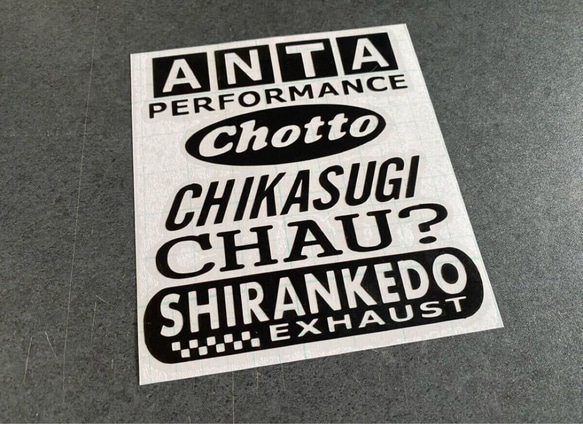 ANTA
PERFORMANCE
Chotto
CHIKASUGI
CHAU?
SHIRANKEDO
EXHAUST